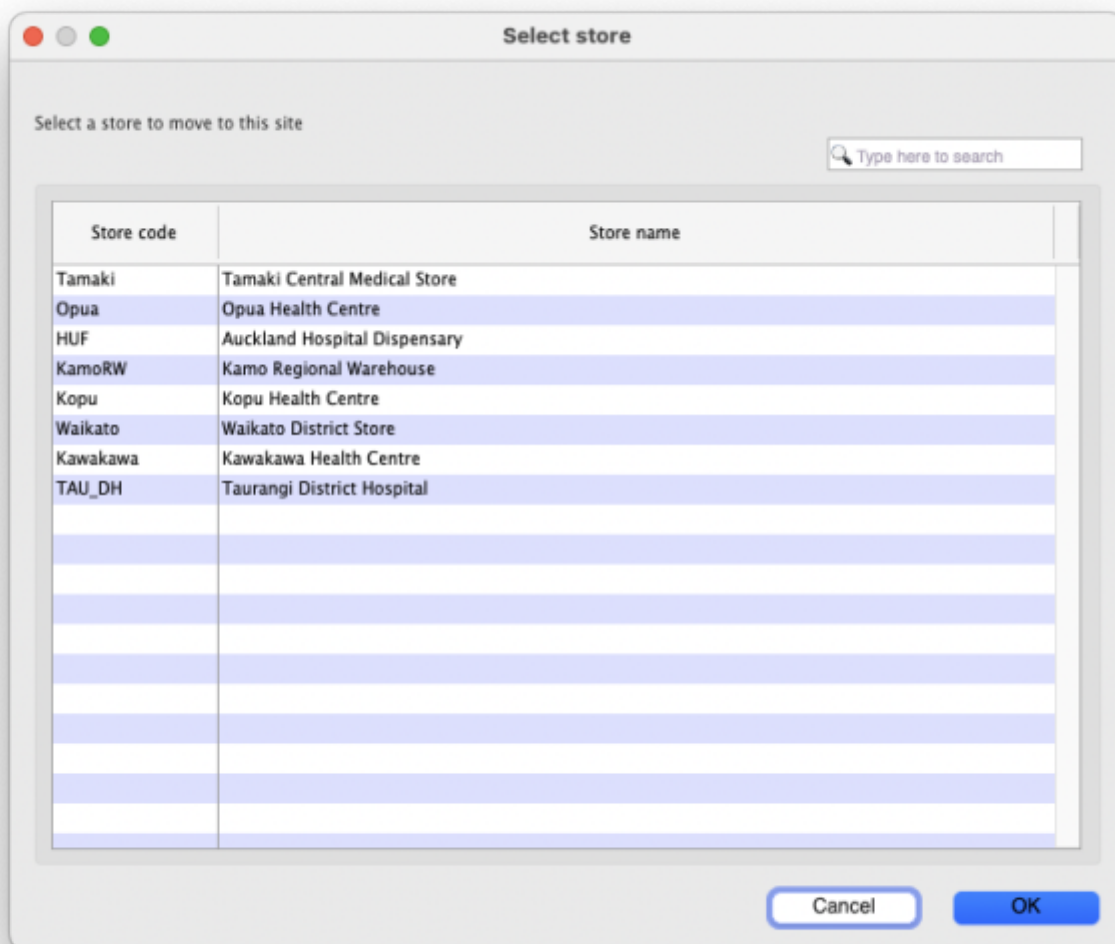 Select store
Select a store to move to this site
Type here to search
Store code Store name
Tamaki Tamaki Central Medical Store
Opua Opua Health Centre
HUF Auckland Hospital Dispensary
KamoRW Kamo Regional Warehouse
Kopu Kopu Health Centre
Waikato Waikato District Store
Kawakawa Kawakawa Health Centre
TAU_DH Taurangi District Hospital
Cancel OK